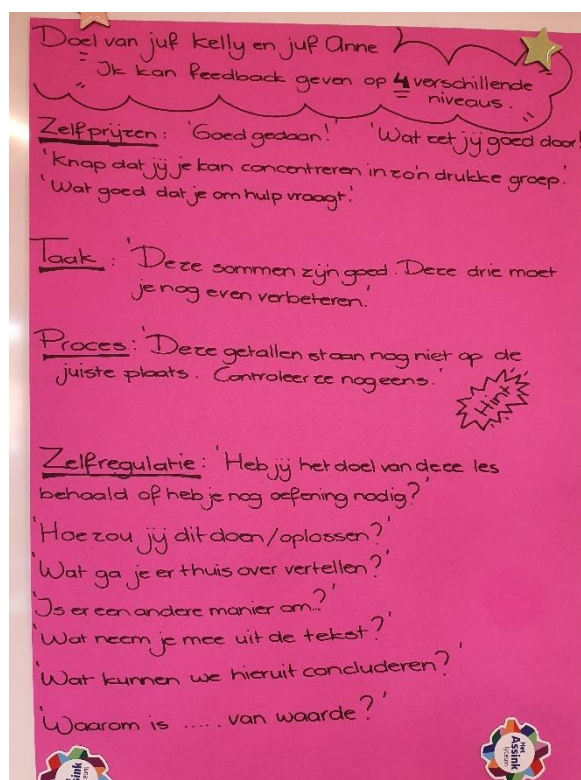 Doel van juf Kelly en juf Anne
Ik kan feedback geven op 4 verschillende
niveaus.
Zelfprijzen: 'Goed gedaan!' 'Wat zet jij goed door!
'Knap dat jij je kan concentreren in zo'n drukke groep.'
'Wat goed dat je om hulp vraagt.'
Taak: 'Deze sommen zijn goed. Deze drie moet
je nog even verbeteren.'
Proces: 'Deze getallen staan nog niet op de
juiste plaats. Controleer ze nog eens.'
Hint
Zelfregulatie: 'Heb jij het doel van deze les
behaald of heb je nog oefening nodig?'
'Hoe zou jij dit doen/oplossen?'
'Wat ga je er thuis over vertellen?'
'Is er een andere manier om..?'
'Wat neem je mee uit de tekst?'
'Wat kunnen we hieruit concluderen?'
'Waarom is ..... van waarde?'
Het
Assink
lyceum